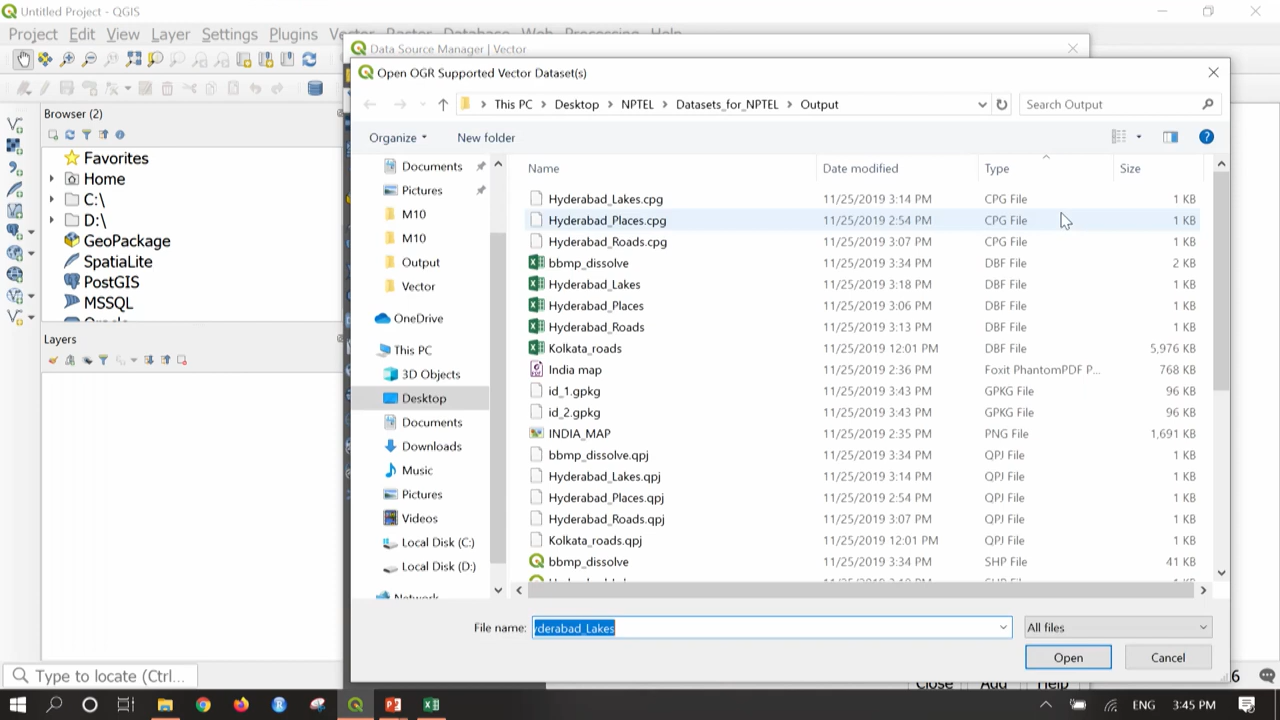 Untitled Project - QGIS
Project Edit View Layer Settings Plugins Vector Raster Database Web Processing Help
Data Source Manager | Vector
Open OGR Supported Vector Dataset(s)
This PC > Desktop > NPTEL > Datasets_for_NPTEL > Output
Search Output
Organize
New folder
Browser (2)
Favorites
Home
C:\
D:\
GeoPackage
SpatiaLite
PostGIS
MSSQL
Layers
Type to locate (Ctrl...
Documents
Pictures
M10
M10
Output
Vector
OneDrive
This PC
3D Objects
Desktop
Documents
Downloads
Music
Pictures
Videos
Local Disk (C:)
Local Disk (D:)
Network
Name Date modified Type Size
Hyderabad_Lakes.cpg 11/25/2019 3:14 PM CPG File 1 KB
Hyderabad_Places.cpg 11/25/2019 2:54 PM CPG File 1 KB
Hyderabad_Roads.cpg 11/25/2019 3:07 PM CPG File 1 KB
bbmp_dissolve 11/25/2019 3:34 PM DBF File 2 KB
Hyderabad_Lakes 11/25/2019 3:18 PM DBF File 1 KB
Hyderabad_Places 11/25/2019 3:06 PM DBF File 1 KB
Hyderabad_Roads 11/25/2019 3:13 PM DBF File 1 KB
Kolkata_roads 11/25/2019 12:01 PM DBF File 5,976 KB
India map 11/25/2019 2:36 PM Foxit PhantomPDF P... 768 KB
id_1.gpkg 11/25/2019 3:43 PM GPKG File 96 KB
id_2.gpkg 11/25/2019 3:43 PM GPKG File 96 KB
INDIA_MAP 11/25/2019 2:35 PM PNG File 1,691 KB
bbmp_dissolve.qpj 11/25/2019 3:34 PM QPJ File 1 KB
Hyderabad_Lakes.qpj 11/25/2019 3:14 PM QPJ File 1 KB
Hyderabad_Places.qpj 11/25/2019 2:54 PM QPJ File 1 KB
Hyderabad_Roads.qpj 11/25/2019 3:07 PM QPJ File 1 KB
Kolkata_roads.qpj 11/25/2019 12:01 PM QPJ File 1 KB
bbmp_dissolve 11/25/2019 3:34 PM SHP File 41 KB
File name: yderabad_Lakes
All files
Open Cancel
Close Add Help
6
ENG 3:45 PM